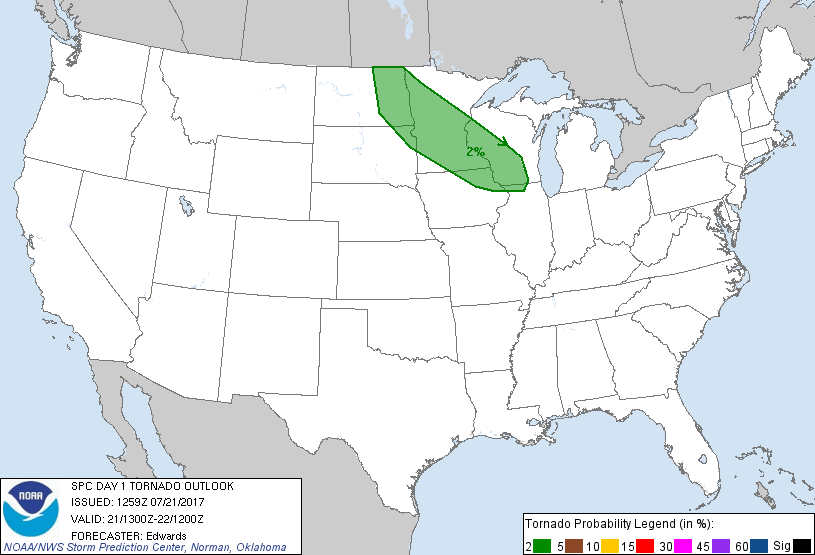 2%
SPC DAY 1 TORNADO OUTLOOK
ISSUED: 1259Z 07/21/2017
VALID: 21/1300Z-22/1200Z
FORECASTER: Edwards
NOAA/NWS Storm Prediction Center, Norman, Oklahoma
NOAA
Tornado Probability Legend (in %):
2 5 10 15 30 45 60 Sig